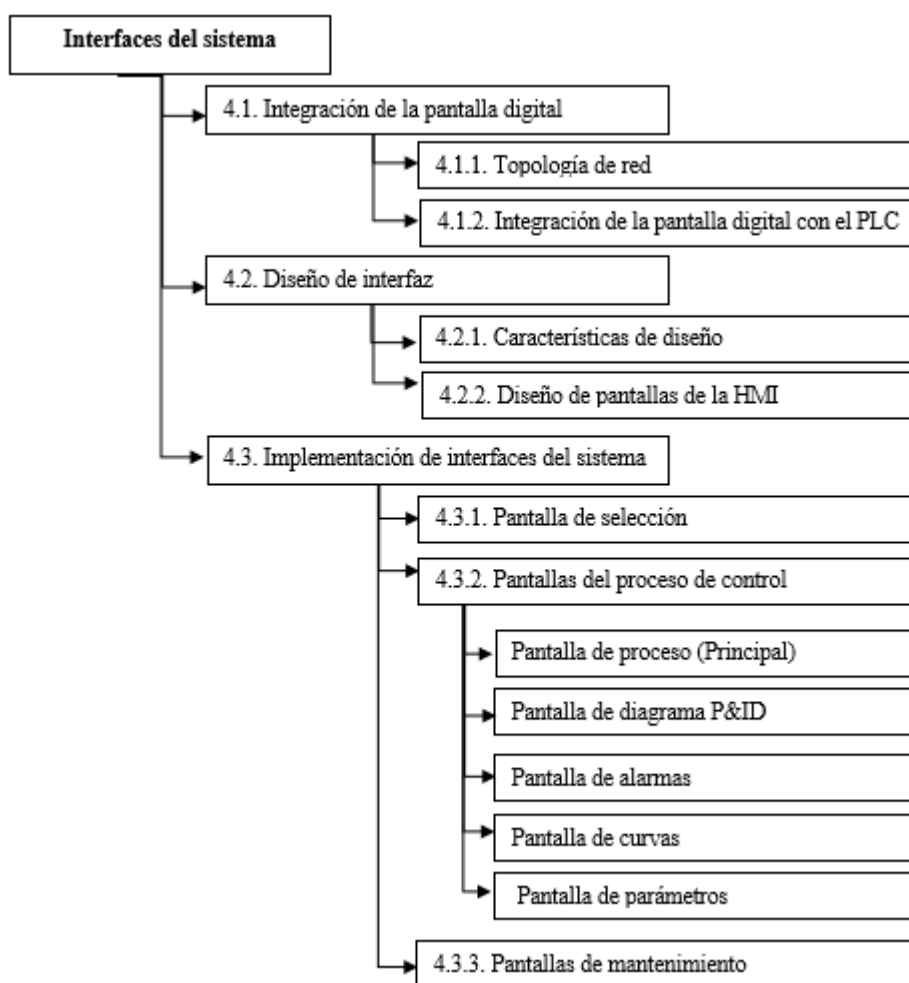 Interfaces del sistema
4.1. Integración de la pantalla digital
4.1.1. Topología de red
4.1.2. Integración de la pantalla digital con el PLC
4.2. Diseño de interfaz
4.2.1. Características de diseño
4.2.2. Diseño de pantallas de la HMI
4.3. Implementación de interfaces del sistema
4.3.1. Pantalla de selección
4.3.2. Pantallas del proceso de control
Pantalla de proceso (Principal)
Pantalla de diagrama P&ID
Pantalla de alarmas
Pantalla de curvas
Pantalla de parámetros
4.3.3. Pantallas de mantenimiento